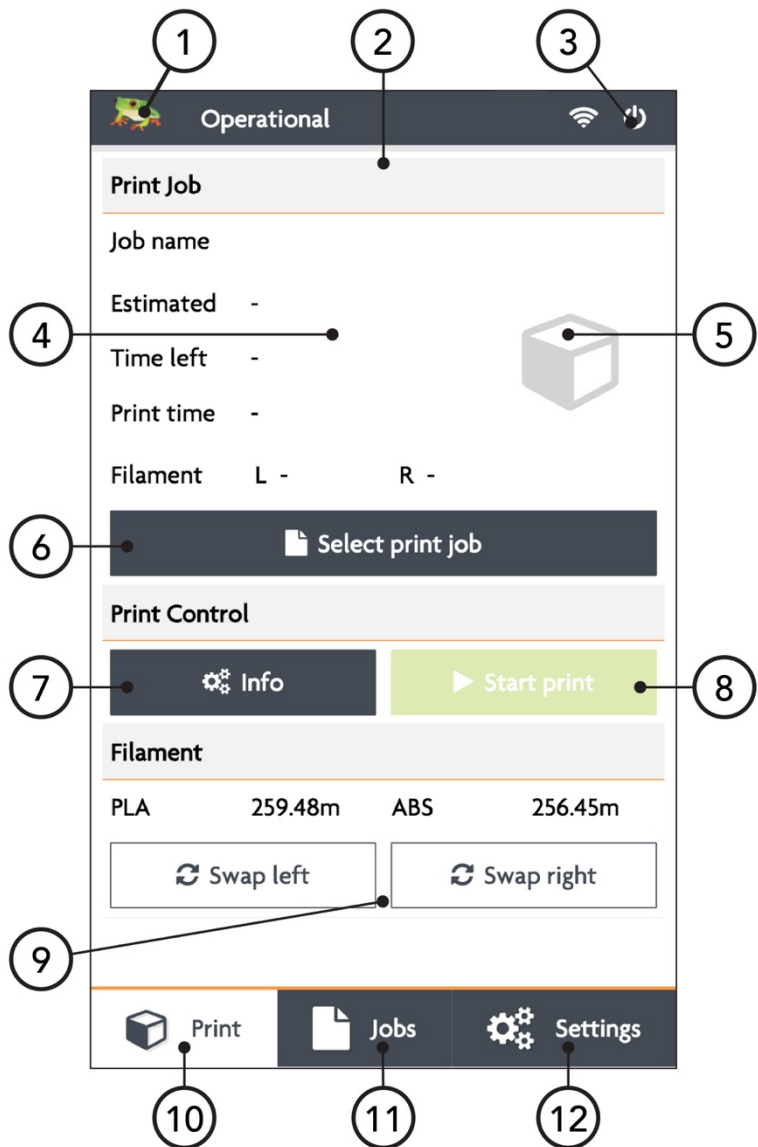 1 2 3
Operational
Print Job
Job name
Estimated -
4 5
Time left -
Print time -
Filament L - R -
6 Select print job
Print Control
7 Info Start print 8
Filament
PLA 259.48m ABS 256.45m
Swap left Swap right
9
Print Jobs Settings
10 11 12